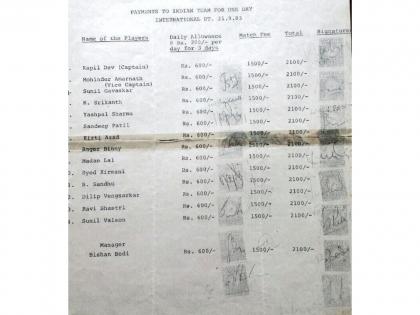 PAYMENTS TO INDIAN TEAM FOR ONE DAY
INTERNATIONAL DT. 21.9.83
Name of the Players Daily Allowance @ Rs. 200/- per day for 3 days Match Fee Total Signature
Kapil Dev (Captain) Rs. 600/- 1500/- 2100/-
Mohinder Amarnath (Vice Captain) Rs. 600/- 1500/- 2100/-
Sunil Gavaskar Rs. 600/- 1500/- 2100/-
K. Srikanth Rs. 600/- 1500/- 2100/-
Yashpal Sharma Rs. 600/- 1500/- 2100/-
Sandeep Patil Rs. 600/- 1500/- 2100/-
Kirti Azad Rs. 600/- 1500/- 2100/-
Roger Binny Rs. 600/- 1500/- 2100/-
Madan Lal Rs. 600/- 1500/- 2100/-
Syed Kirmani Rs. 600/- 1500/- 2100/-
B. Sandhu Rs. 600/- 1500/- 2100/-
Dilip Vengsarkar Rs. 600/- 1500/- 2100/-
Ravi Shastri Rs. 600/- 1500/- 2100/-
Sunil Valson Rs. 600/- 1500/- 2100/-
Manager
Bishan Bedi Rs. 600/- 1500/- 2100/-